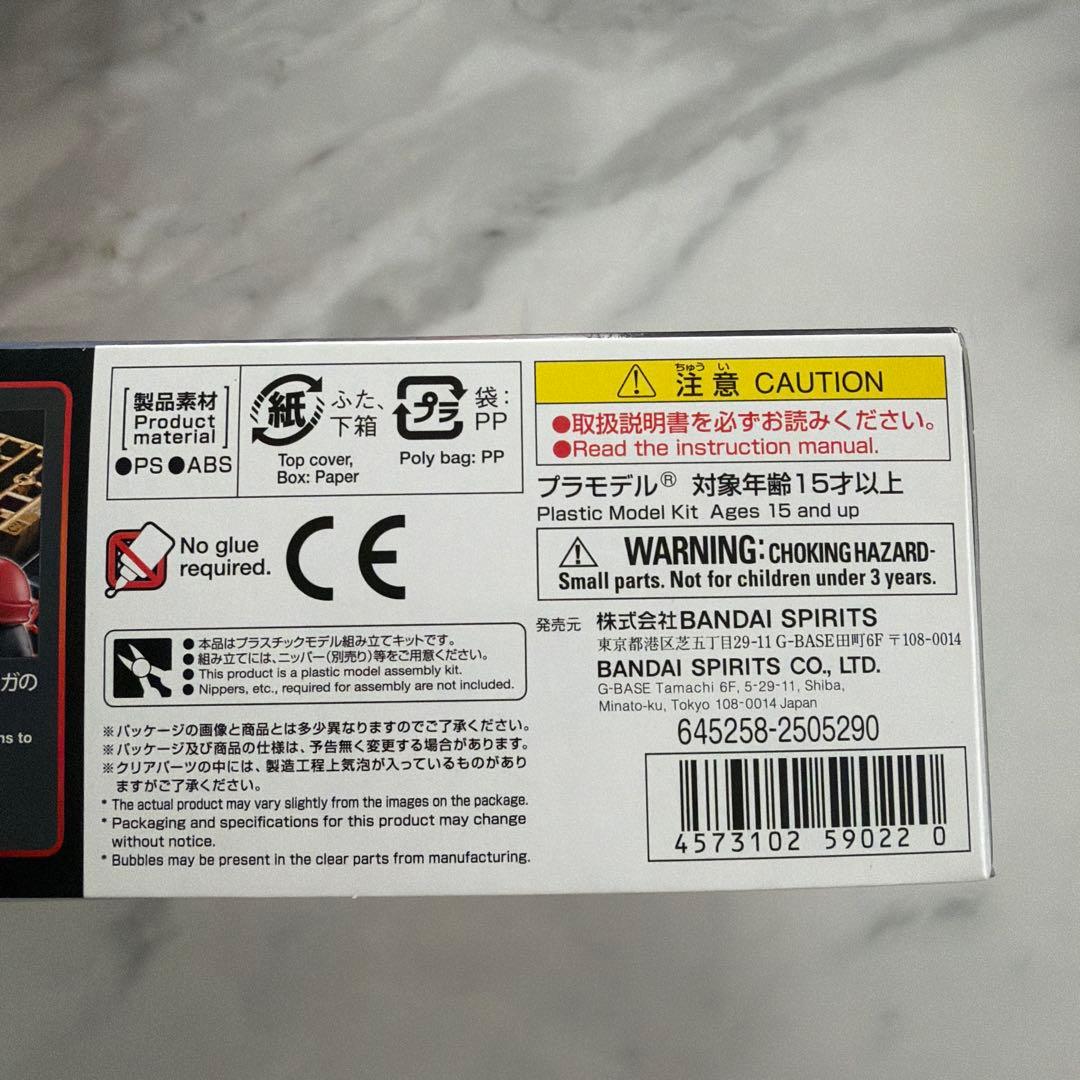 ガの
ns to
製品素材
Product
material
●PS●ABS
紙
ふた、
下箱
Top cover,
Box: Paper
プラ
袋:
PP
Poly bag: PP
No glue
required.
CE
●本品はプラスチックモデル組み立てキットです。
●組み立てには、ニッパー(別売り)等をご用意ください。
●This product is a plastic model assembly kit.
●Nippers, etc., required for assembly are not included.
※パッケージの画像と商品とは多少異なりますのでご了承ください。
※パッケージ及び商品の仕様は、予告無く変更する場合があります。
※クリアパーツの中には、製造工程上気泡が入っているものがあり
ますがご了承ください。
* The actual product may vary slightly from the images on the package.
* Packaging and specifications for this product may change
without notice.
* Bubbles may be present in the clear parts from manufacturing.
ちゅう い
注意 CAUTION
●取扱説明書を必ずお読みください。
●Read the instruction manual.
プラモデル® 対象年齢15才以上
Plastic Model Kit Ages 15 and up
WARNING: CHOKING HAZARD-
Small parts. Not for children under 3 years.
発売元 株式会社BANDAI SPIRITS
東京都港区芝五丁目29-11 G-BASE田町6F 〒108-0014
BANDAI SPIRITS CO., LTD.
G-BASE Tamachi 6F, 5-29-11, Shiba,
Minato-ku, Tokyo 108-0014 Japan
645258-2505290
4573102 59022 0